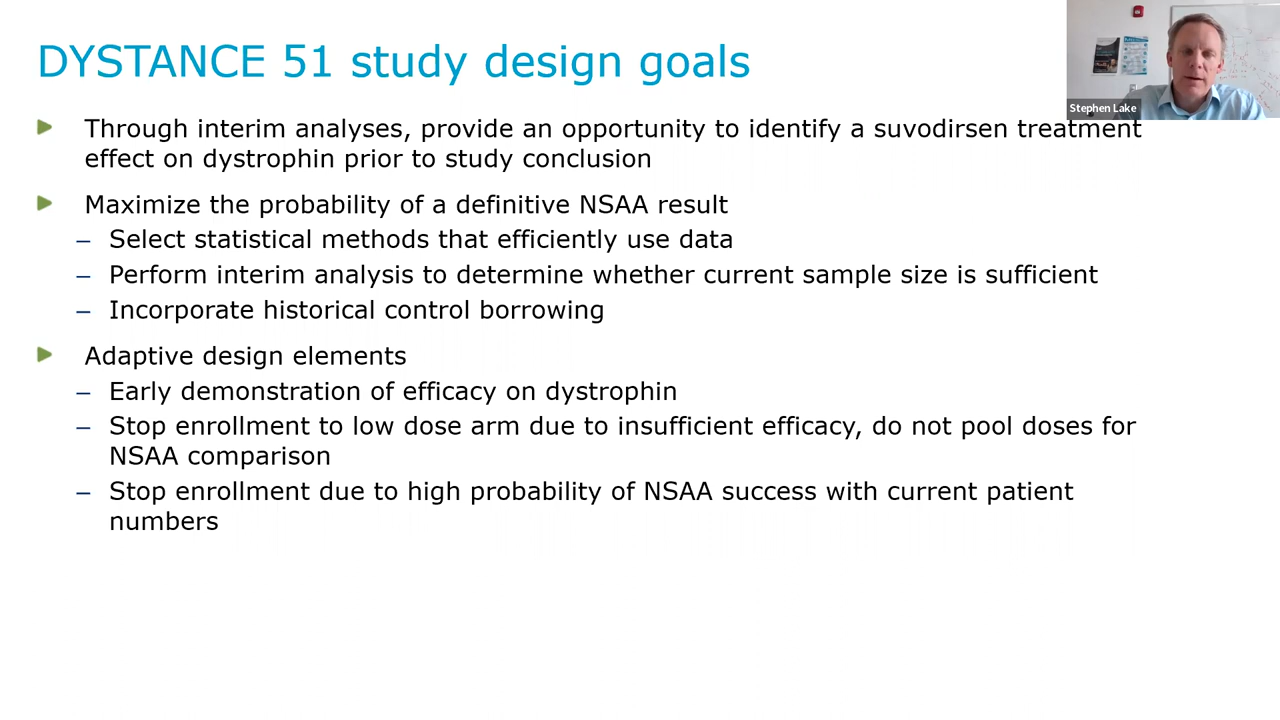 DYSTANCE 51 study design goals
Stephen Lake
Through interim analyses, provide an opportunity to identify a suvodirsen treatment
effect on dystrophin prior to study conclusion
Maximize the probability of a definitive NSAA result
– Select statistical methods that efficiently use data
– Perform interim analysis to determine whether current sample size is sufficient
– Incorporate historical control borrowing
Adaptive design elements
– Early demonstration of efficacy on dystrophin
– Stop enrollment to low dose arm due to insufficient efficacy, do not pool doses for
NSAA comparison
– Stop enrollment due to high probability of NSAA success with current patient
numbers